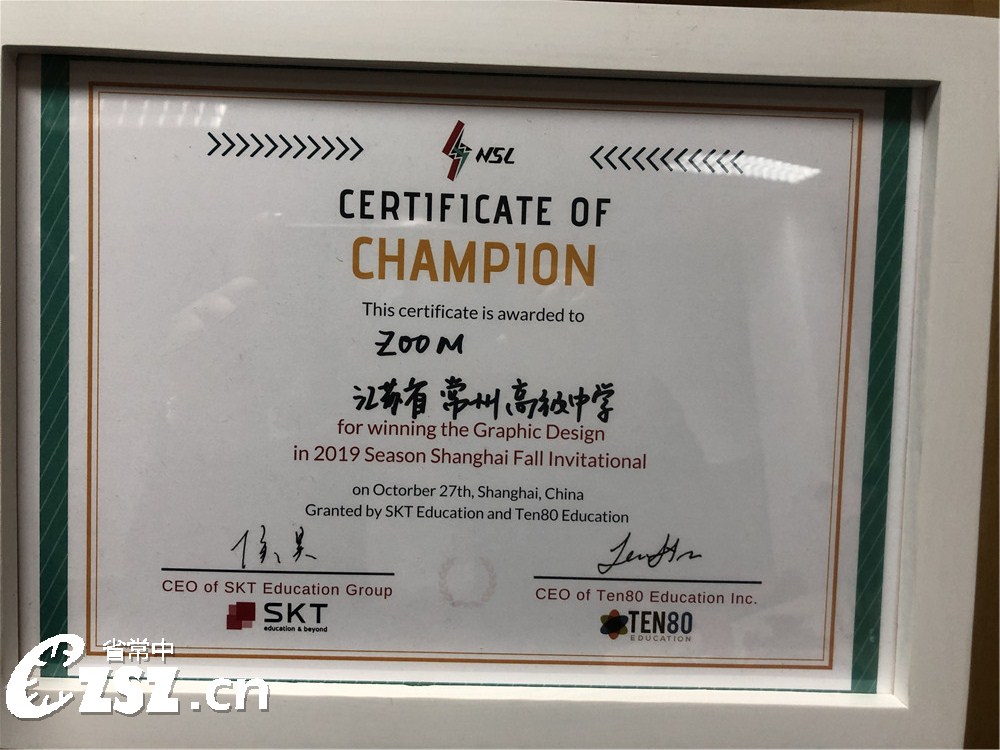 NSL
CERTIFICATE OF
CHAMPION
This certificate is awarded to
ZOOM
江苏省常州高级中学
for winning the Graphic Design
in 2019 Season Shanghai Fall Invitational
on Octorber 27th, Shanghai, China
Granted by SKT Education and Ten80 Education
CEO of SKT Education Group
CEO of Ten80 Education Inc.
SKT
education & beyond
TEN80
EDUCATION
省常中
CZSZ.cn